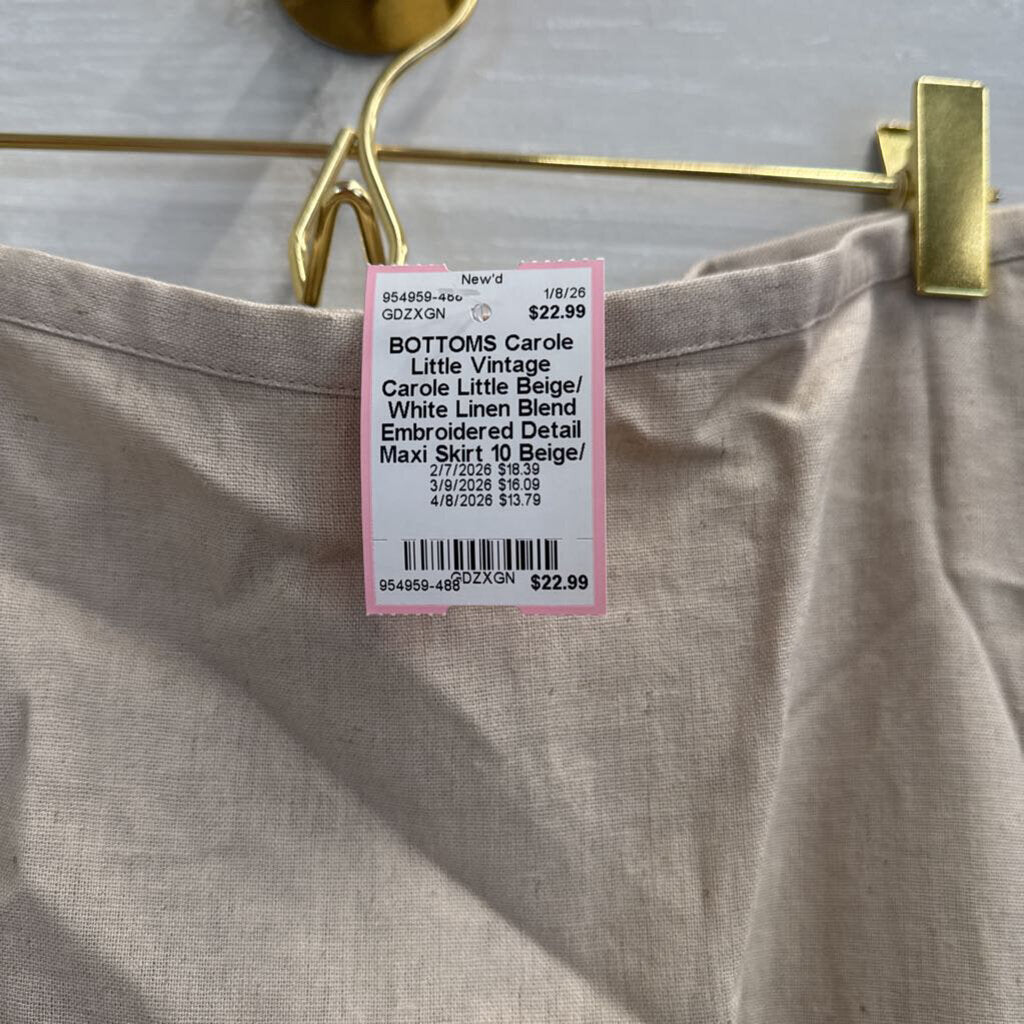 New'd
954959-488 1/8/26
GDZXGN $22.99
BOTTOMS Carole
Little Vintage
Carole Little Beige/
White Linen Blend
Embroidered Detail
Maxi Skirt 10 Beige/
2/7/2026 $18.39
3/9/2026 $16.09
4/8/2026 $13.79
954959-488 GDZXGN $22.99